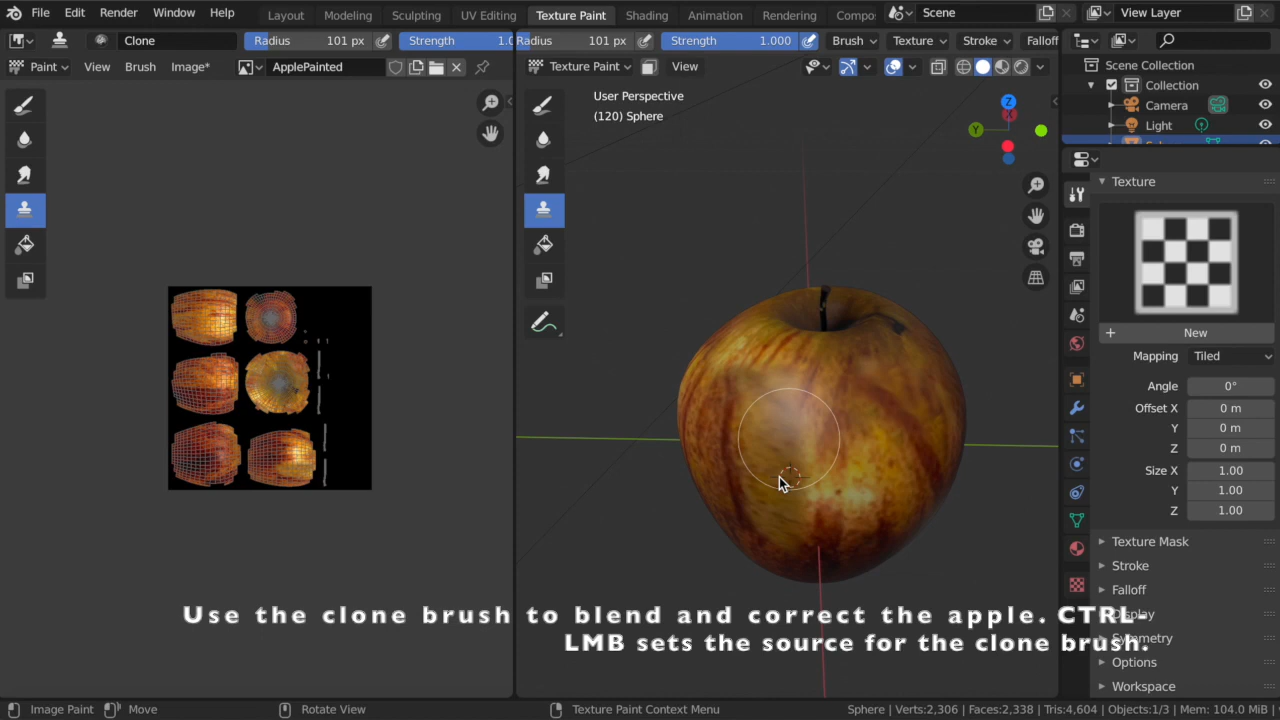 File Edit Render Window Help Layout Modeling Sculpting UV Editing Texture Paint Shading Animation Rendering Scene View Layer
Clone Radius 101 px Strength Radius 101 px Strength 1.000 Brush Texture Stroke Falloff
Paint View Brush Image* ApplePainted Texture Paint View
Scene Collection
Collection
Camera
Light
User Perspective
(120) Sphere
Z
X
Y
Texture
New
Mapping Tiled
Angle 0°
Offset X 0 m
Y 0 m
Z 0 m
Size X 1.00
Y 1.00
Z 1.00
Texture Mask
Stroke
Falloff
Display
Symmetry
Options
Workspace
Use the clone brush to blend and correct the apple. CTRL-
LMB sets the source for the clone brush.
Image Paint Move Rotate View Texture Paint Context Menu Sphere | Verts:2,306 | Faces:2,338 | Tris:4,604 | Objects:1/3 | Mem: 104.0 MiB